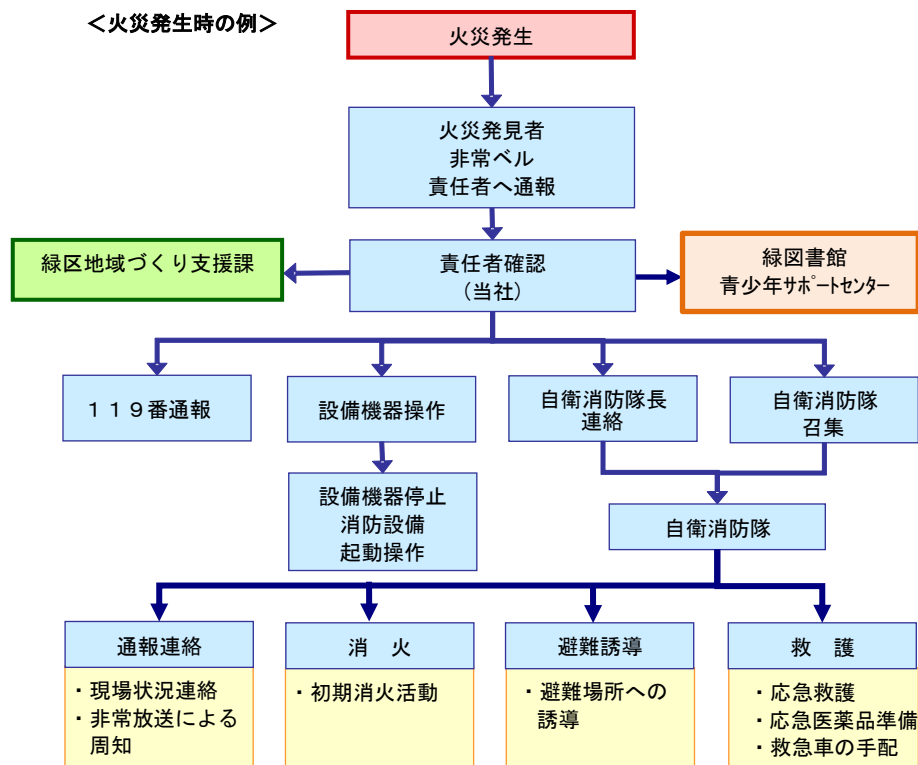 ＜火災発生時の例＞
火災発生
火災発見者
非常ベル
責任者へ通報
緑区地域づくり支援課
責任者確認
(当社)
緑図書館
青少年サポートセンター
１１９番通報
設備機器操作
自衛消防隊長
連絡
自衛消防隊
召集
設備機器停止
消防設備
起動操作
自衛消防隊
通報連絡
消　火
避難誘導
救　護
・現場状況連絡
・非常放送による
周知
・初期消火活動
・避難場所への
誘導
・応急救護
・応急医薬品準備
・救急車の手配